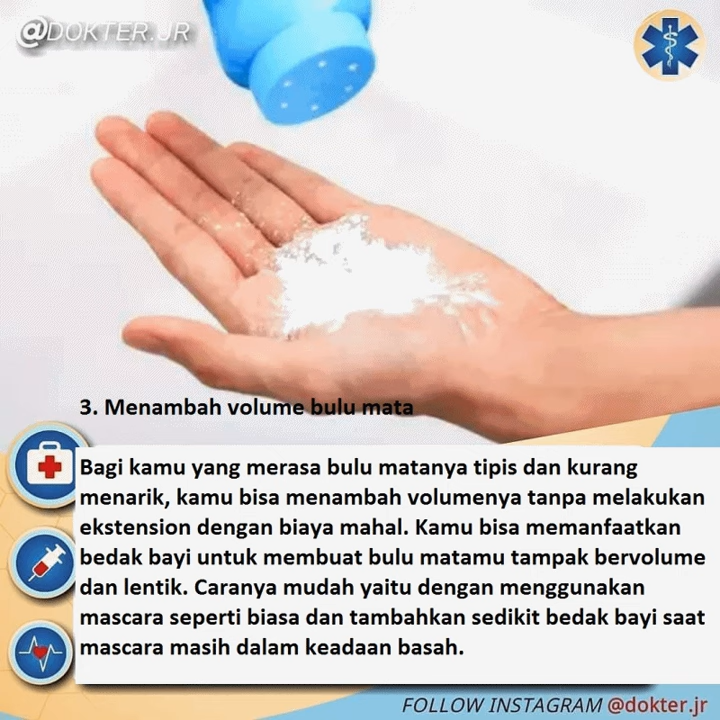 @DOKTER.JR
3. Menambah volume bulu mata
Bagi kamu yang merasa bulu matanya tipis dan kurang
menarik, kamu bisa menambah volumenya tanpa melakukan
ekstension dengan biaya mahal. Kamu bisa memanfaatkan
bedak bayi untuk membuat bulu matamu tampak bervolume
dan lentik. Caranya mudah yaitu dengan menggunakan
mascara seperti biasa dan tambahkan sedikit bedak bayi saat
mascara masih dalam keadaan basah.
FOLLOW INSTAGRAM @dokter.jr